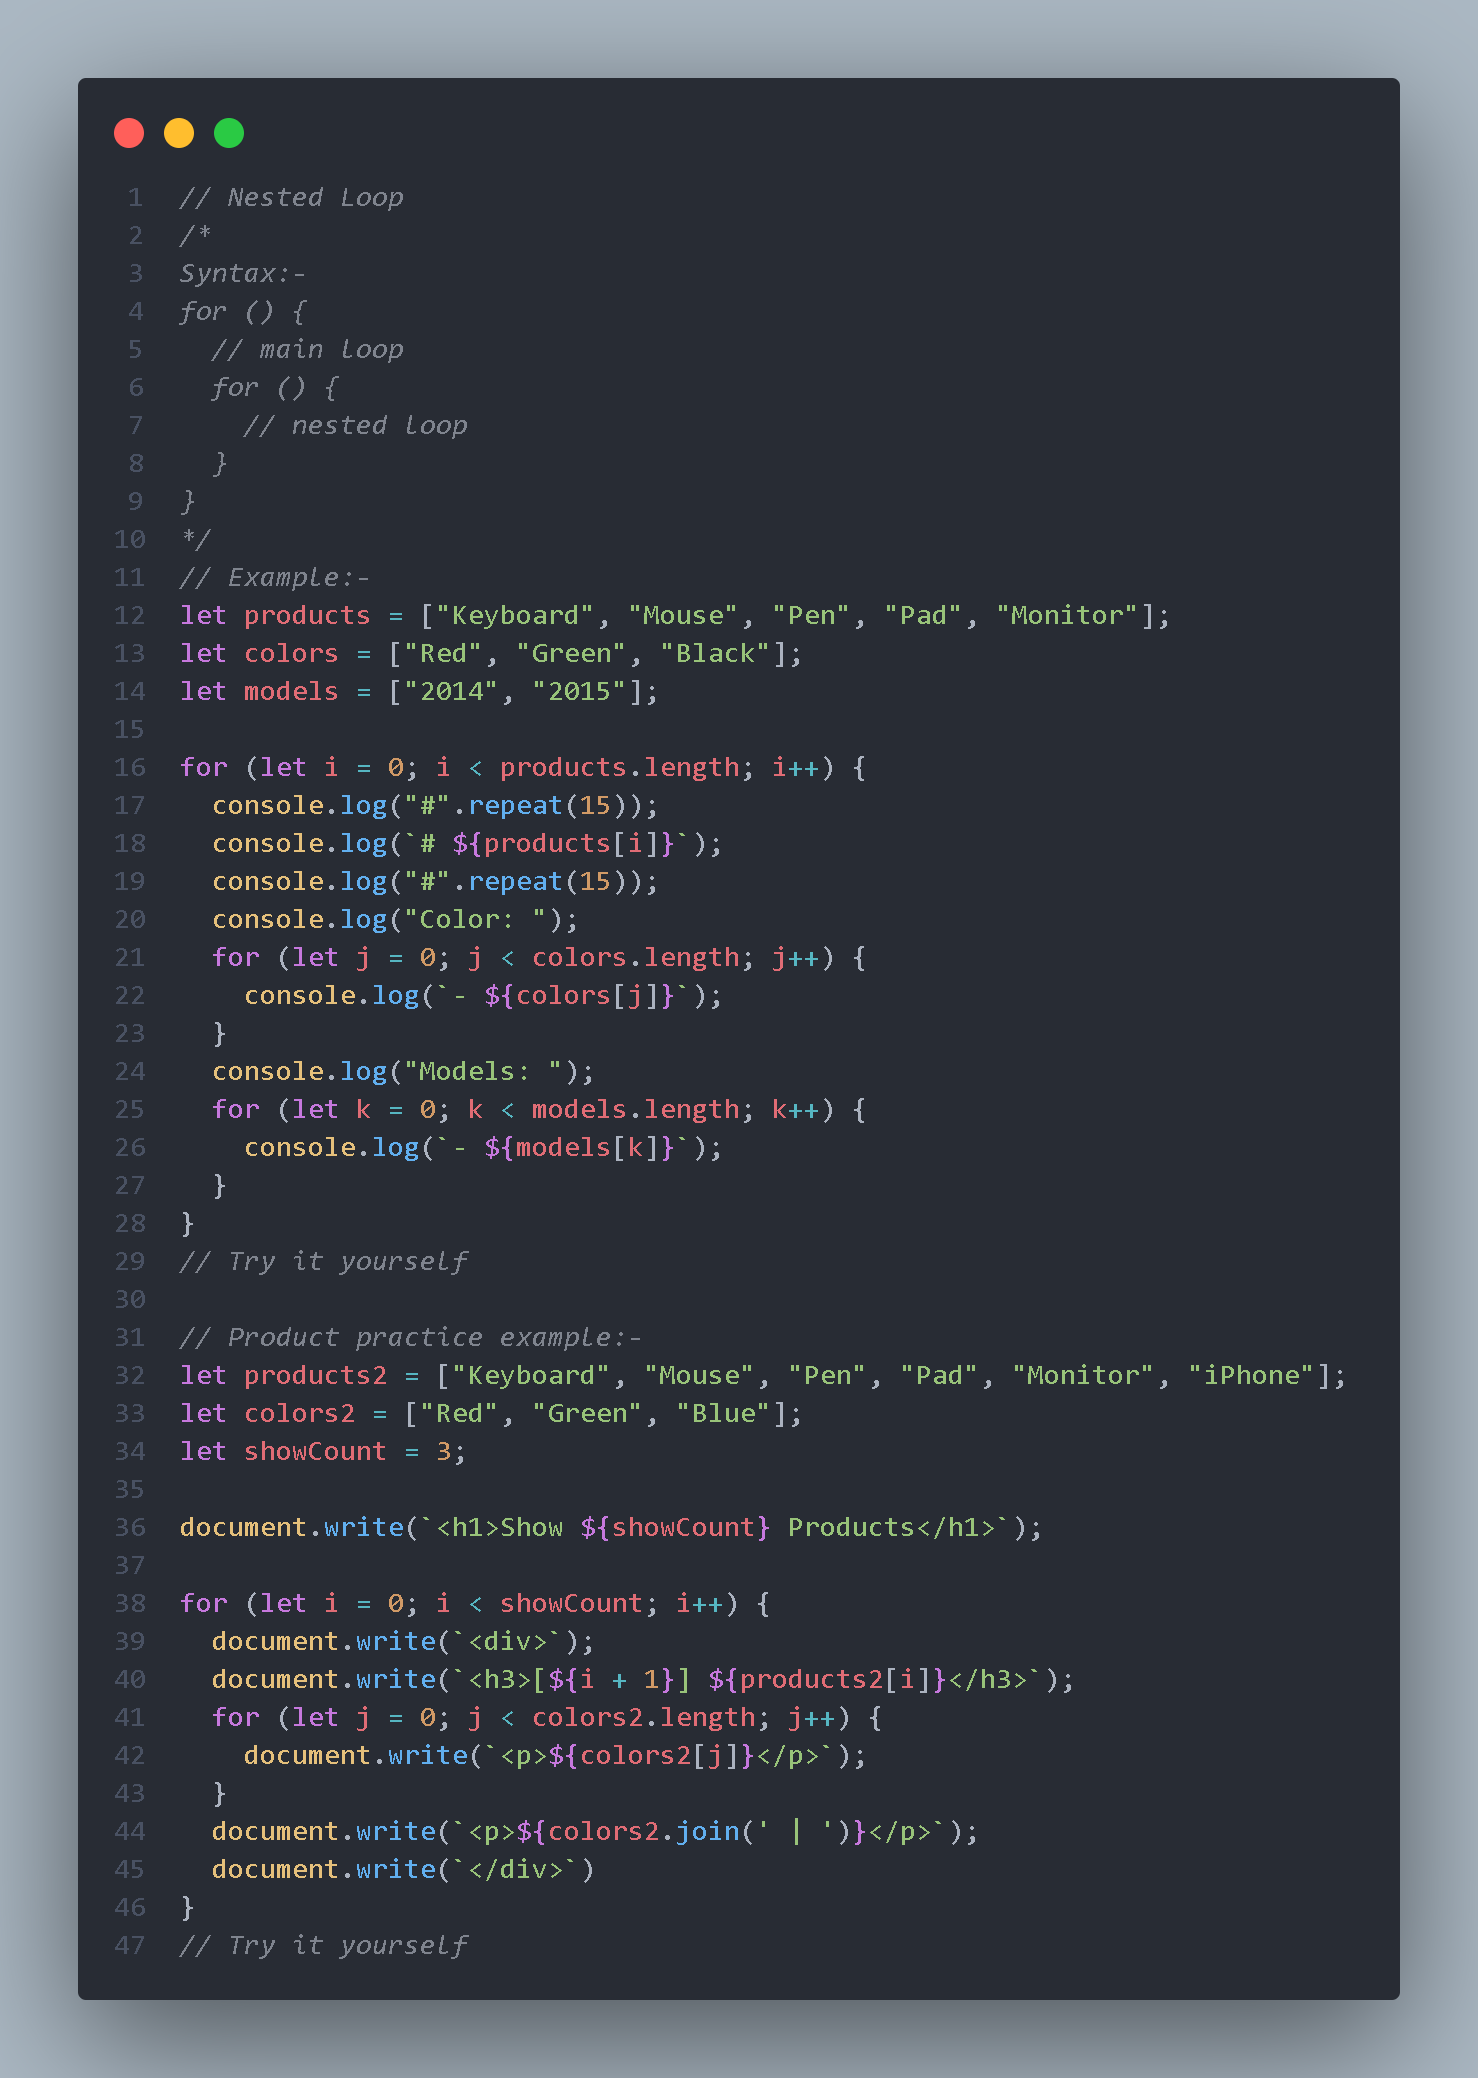 1 // Nested Loop
2 /*
3 Syntax:-
4 for () {
5   // main loop
6   for () {
7     // nested loop
8   }
9 }
10 */
11 // Example:-
12 let products = ["Keyboard", "Mouse", "Pen", "Pad", "Monitor"];
13 let colors = ["Red", "Green", "Black"];
14 let models = ["2014", "2015"];
15
16 for (let i = 0; i < products.length; i++) {
17   console.log("#".repeat(15));
18   console.log(`# ${products[i]}`);
19   console.log("#".repeat(15));
20   console.log("Color: ");
21   for (let j = 0; j < colors.length; j++) {
22     console.log(`- ${colors[j]}`);
23   }
24   console.log("Models: ");
25   for (let k = 0; k < models.length; k++) {
26     console.log(`- ${models[k]}`);
27   }
28 }
29 // Try it yourself
30
31 // Product practice example:-
32 let products2 = ["Keyboard", "Mouse", "Pen", "Pad", "Monitor", "iPhone"];
33 let colors2 = ["Red", "Green", "Blue"];
34 let showCount = 3;
35
36 document.write(`<h1>Show ${showCount} Products</h1>`);
37
38 for (let i = 0; i < showCount; i++) {
39   document.write(`<div>`);
40   document.write(`<h3>[${i + 1}] ${products2[i]}</h3>`);
41   for (let j = 0; j < colors2.length; j++) {
42     document.write(`<p>${colors2[j]}</p>`);
43   }
44   document.write(`<p>${colors2.join(' | ')}</p>`);
45   document.write(`</div>`)
46 }
47 // Try it yourself